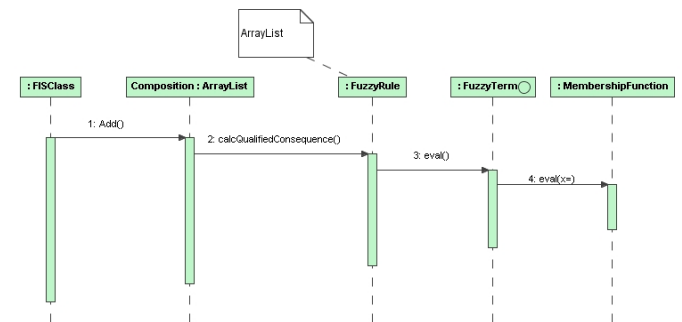 ArrayList
: FISClass
Composition : ArrayList
: FuzzyRule
: FuzzyTerm
: MembershipFunction
1: Add()
2: calcQualifiedConsequence()
3: eval()
4: eval(x=)